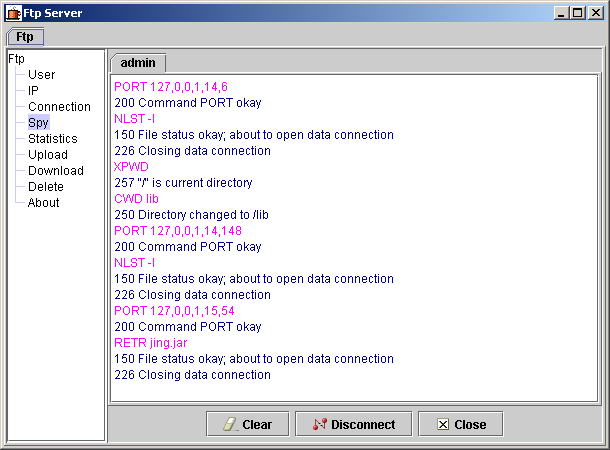 Ftp Server
Ftp
Ftp
User
IP
Connection
Spy
Statistics
Upload
Download
Delete
About
admin
PORT 127,0,0,1,14,6
200 Command PORT okay
NLST -l
150 File status okay; about to open data connection
226 Closing data connection
XPWD
257 "/" is current directory
CWD lib
250 Directory changed to /lib
PORT 127,0,0,1,14,148
200 Command PORT okay
NLST -l
150 File status okay; about to open data connection
226 Closing data connection
PORT 127,0,0,1,15,54
200 Command PORT okay
RETR jing.jar
150 File status okay; about to open data connection
226 Closing data connection
Clear Disconnect Close